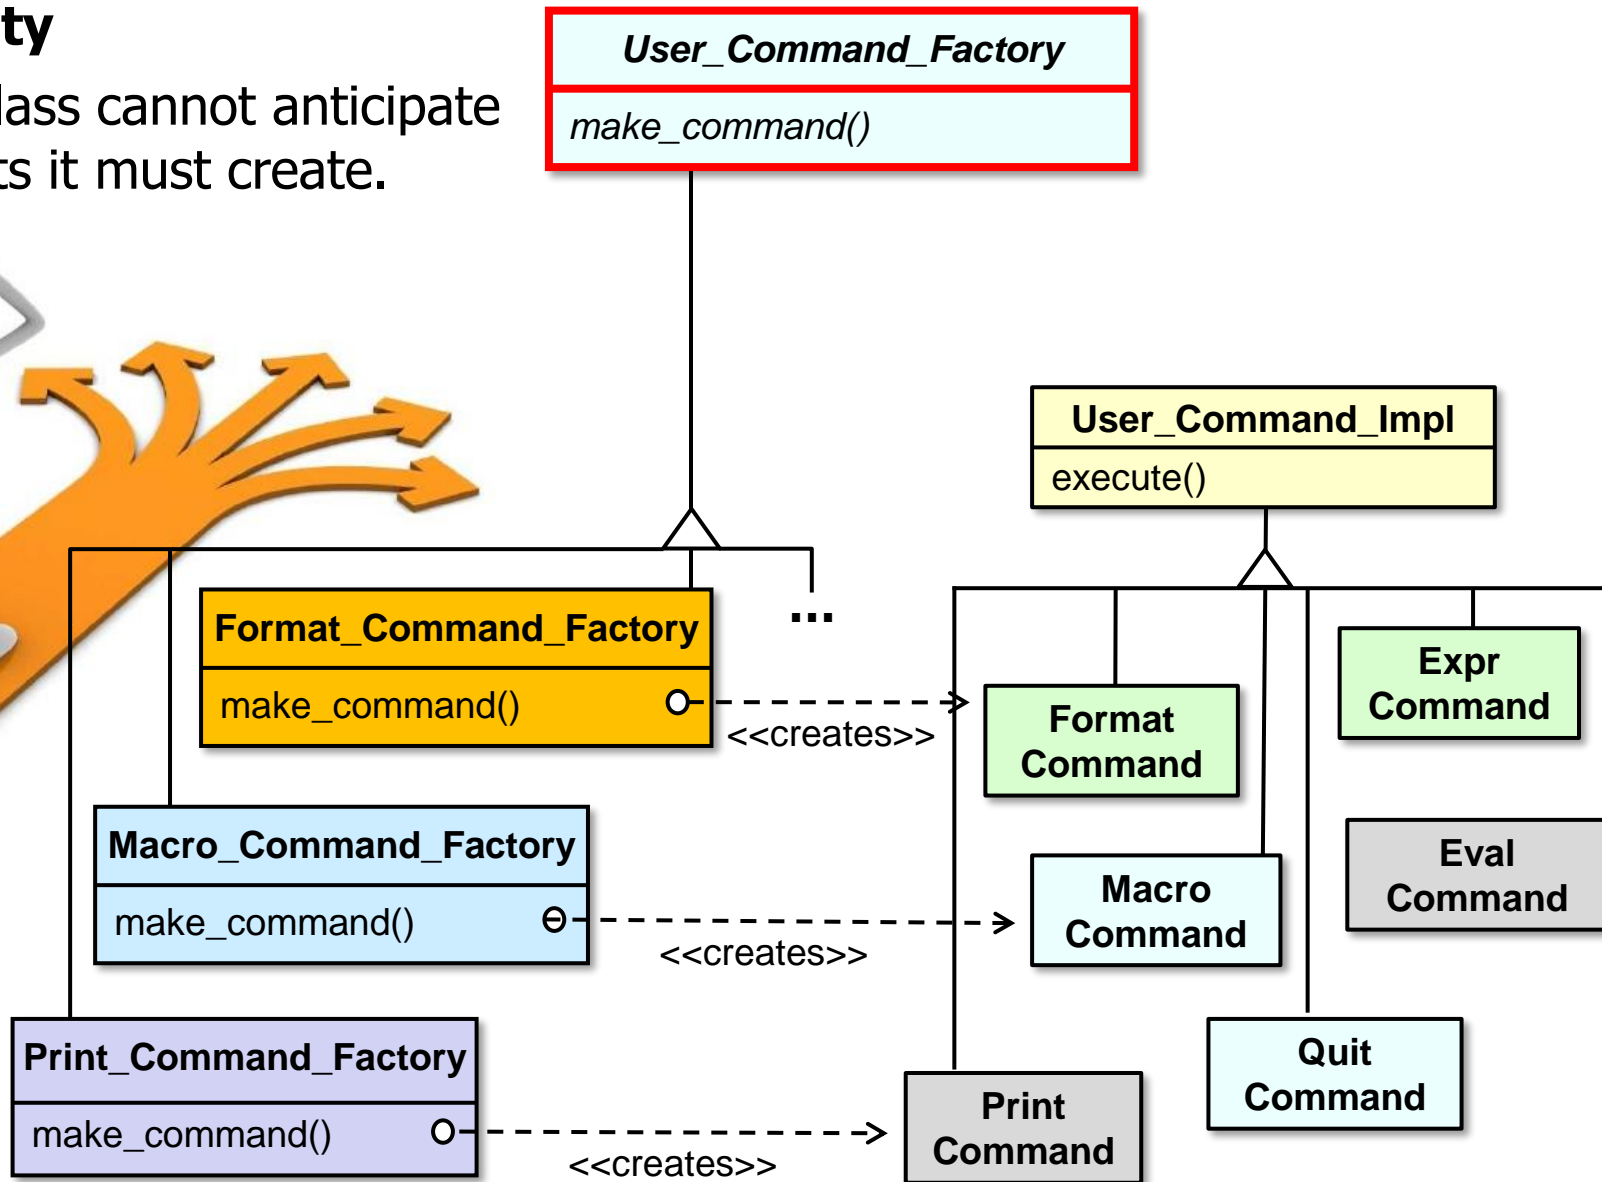 ty
lass cannot anticipate
ts it must create.
User_Command_Factory
make_command()
User_Command_Impl
execute()
...
Format_Command_Factory
make_command()
<<creates>>
Format
Command
Expr
Command
Macro_Command_Factory
make_command()
<<creates>>
Macro
Command
Eval
Command
Print_Command_Factory
make_command()
<<creates>>
Print
Command
Quit
Command